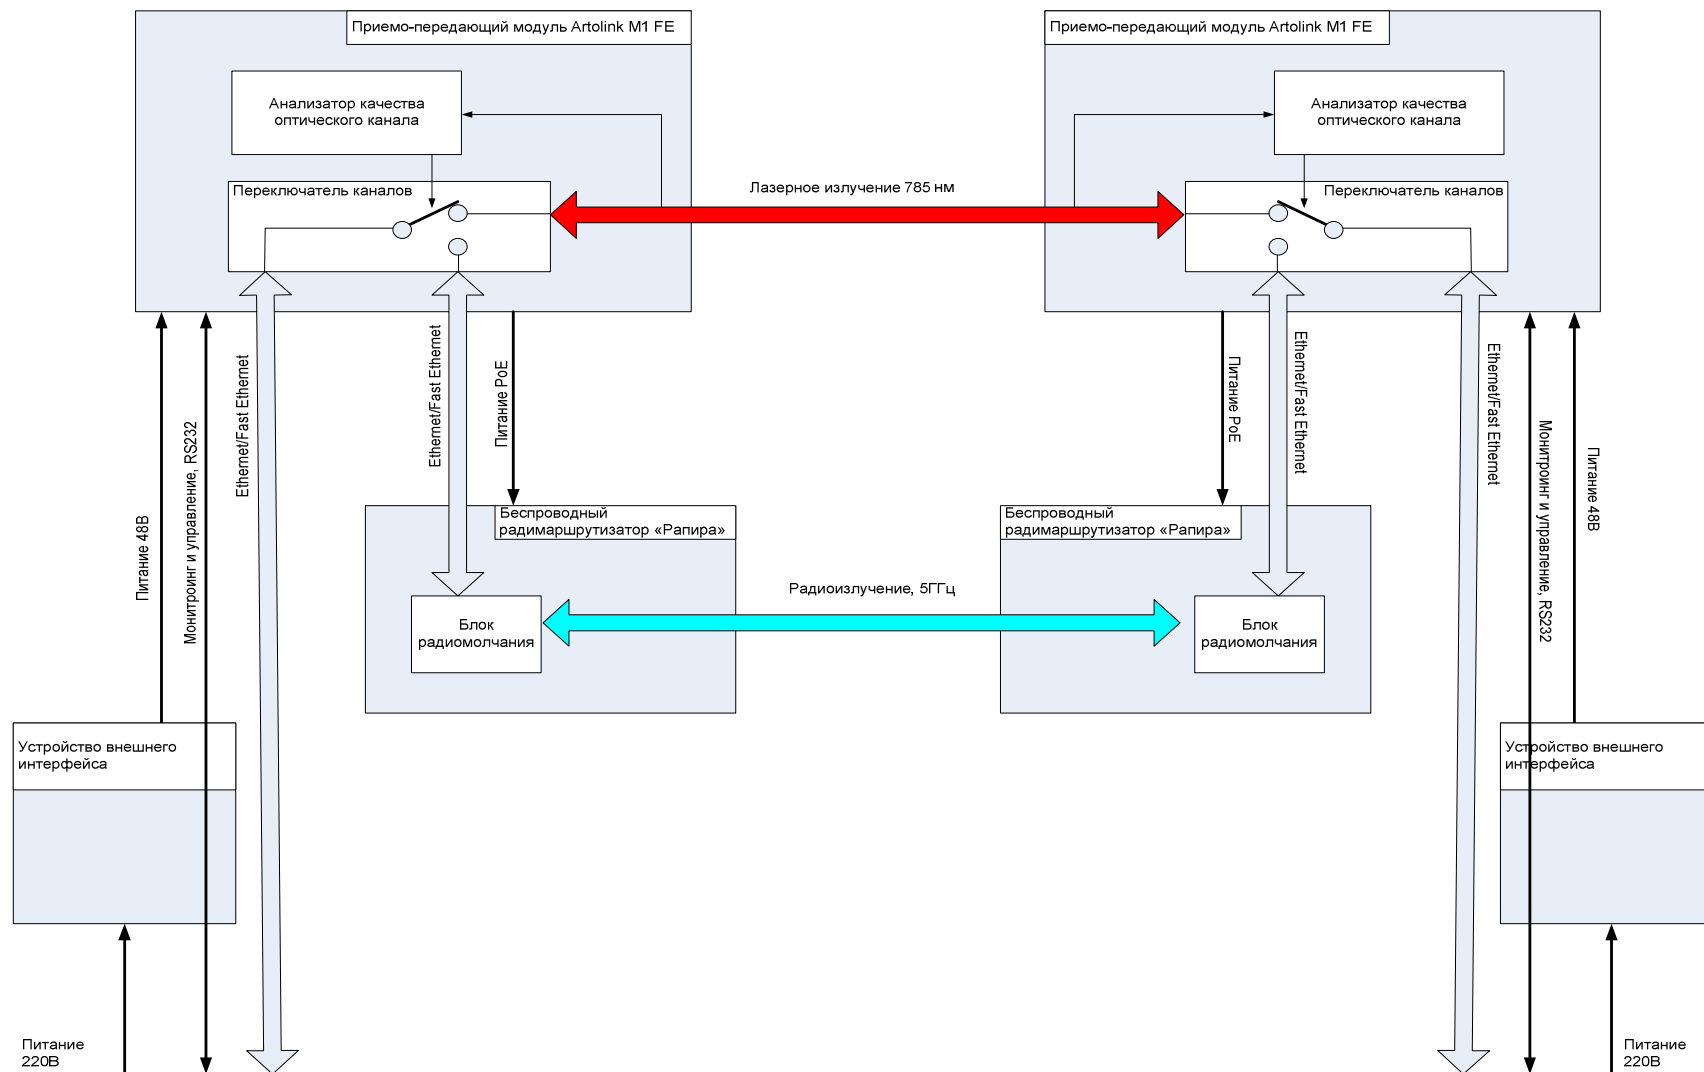 Приемо-передающий модуль Artolink M1 FE
Приемо-передающий модуль Artolink M1 FE
Анализатор качества
оптического канала
Анализатор качества
оптического канала
Переключатель каналов
Лазерное излучение 785 нм
Переключатель каналов
Питание 48В
Монитроинг и управление, RS232
Ethernet/Fast Ethernet
Ethernet/Fast Ethernet
Питание PoE
Питание PoE
Ethernet/Fast Ethernet
Ethernet/Fast Ethernet
Монитроинг и управление, RS232
Питание 48В
Беспроводный
радимаршрутизатор «Рапира»
Беспроводный
радимаршрутизатор «Рапира»
Радиоизлучение, 5ГГц
Блок
радиомолчания
Блок
радиомолчания
Устройство внешнего
интерфейса
Устройство внешнего
интерфейса
Питание
220В
Питание
220В